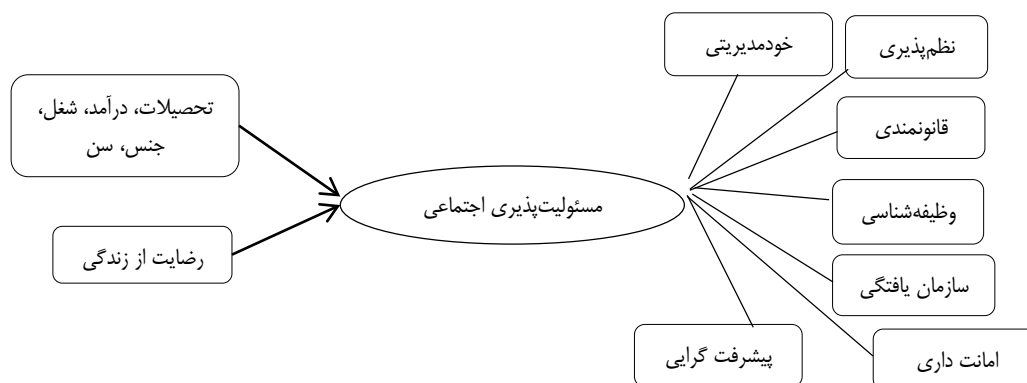 خودمدیریتی
نظم‌پذیری
تحصیلات، درآمد، شغل،
جنس، سن
قانونمندی
مسئولیت‌پذیری اجتماعی
وظیفه‌شناسی
رضایت از زندگی
سازمان یافتگی
پیشرفت گرایی
امانت داری